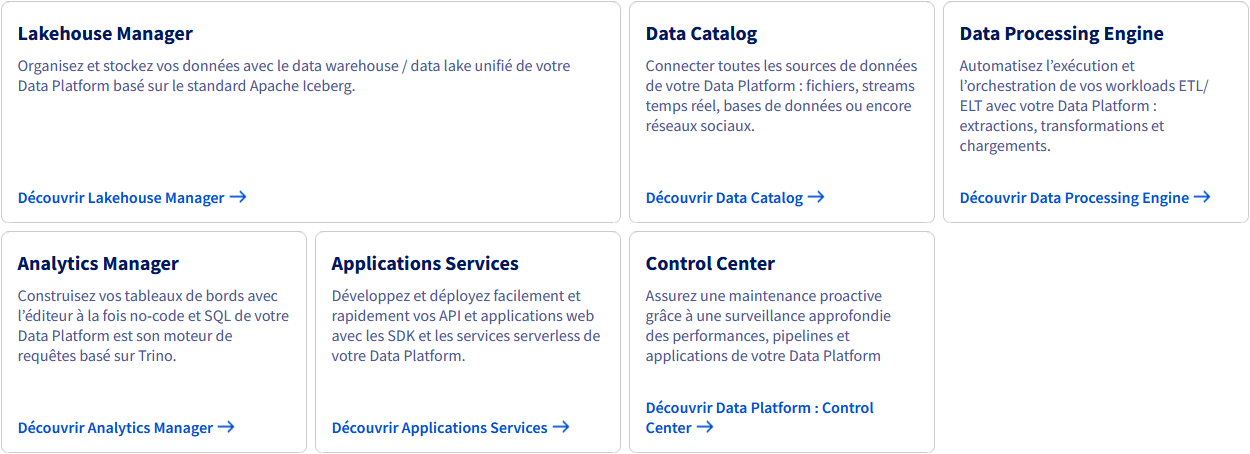 Lakehouse Manager
Organisez et stockez vos données avec le data warehouse / data lake unifié de votre
Data Platform basé sur le standard Apache Iceberg.
Découvrir Lakehouse Manager →
Data Catalog
Connecter toutes les sources de données
de votre Data Platform : fichiers, streams
temps réel, bases de données ou encore
réseaux sociaux.
Découvrir Data Catalog →
Data Processing Engine
Automatisez l’exécution et
l’orchestration de vos workloads ETL/
ELT avec votre Data Platform :
extractions, transformations et
chargements.
Découvrir Data Processing Engine →
Analytics Manager
Construisez vos tableaux de bords avec
l’éditeur à la fois no-code et SQL de votre
Data Platform est son moteur de
requêtes basé sur Trino.
Découvrir Analytics Manager →
Applications Services
Développez et déployez facilement et
rapidement vos API et applications web
avec les SDK et les services serverless de
votre Data Platform.
Découvrir Applications Services →
Control Center
Assurez une maintenance proactive
grâce à une surveillance approfondie
des performances, pipelines et
applications de votre Data Platform
Découvrir Data Platform : Control
Center →